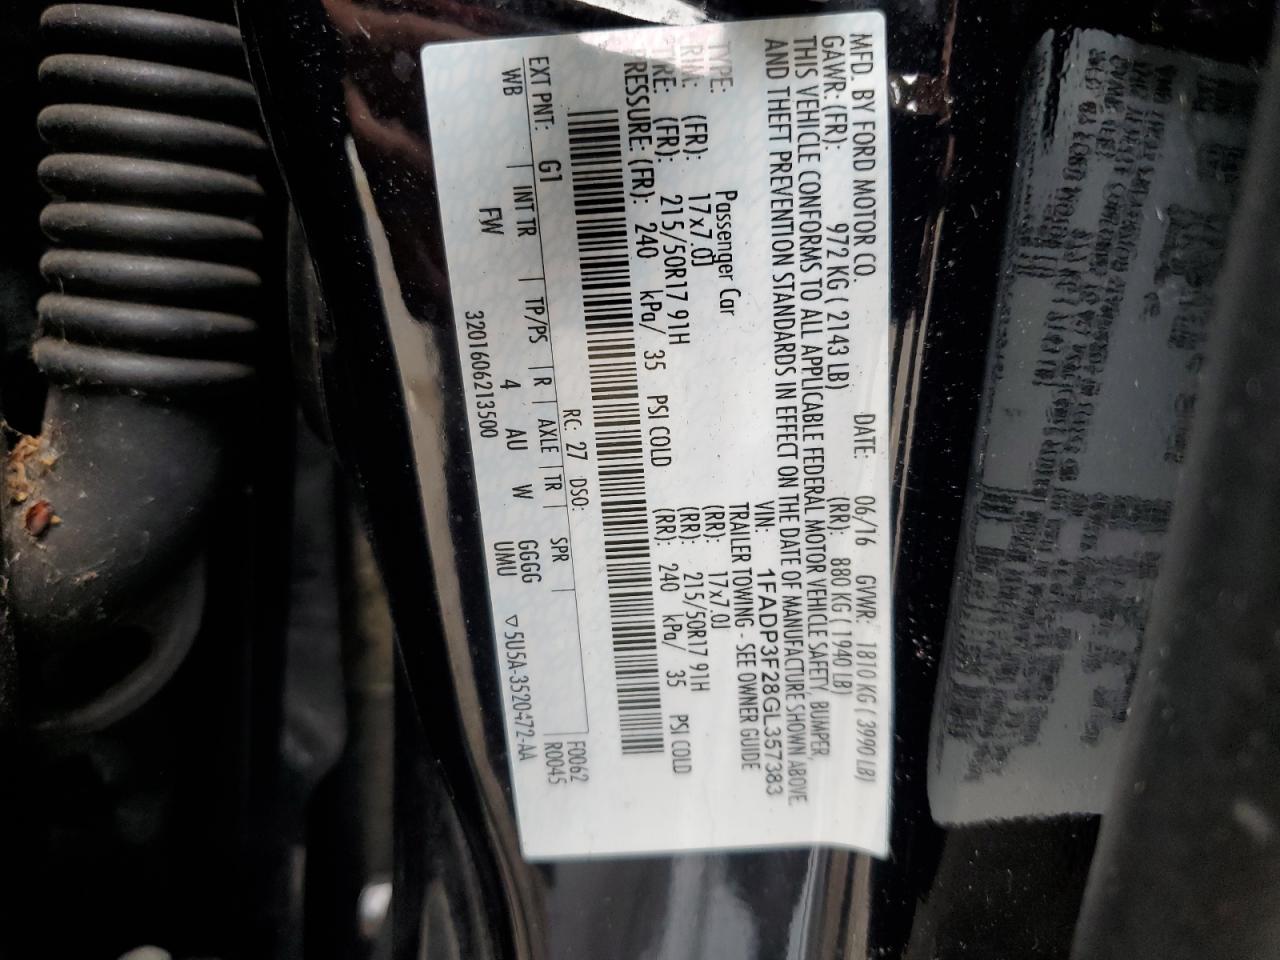 MFD. BY FORD MOTOR CO. DATE: 06/16 GVWR: 1810 KG ( 3990 LB)
GAWR: (FR): 972 KG ( 2143 LB) (RR): 880 KG ( 1940 LB)
THIS VEHICLE CONFORMS TO ALL APPLICABLE FEDERAL MOTOR VEHICLE SAFETY, BUMPER,
AND THEFT PREVENTION STANDARDS IN EFFECT ON THE DATE OF MANUFACTURE SHOWN ABOVE.
VIN: 1FADP3F28GL357383
TYPE: Passenger Car TRAILER TOWING - SEE OWNER GUIDE
RIM: (FR): 17x7.0J (RR): 17x7.0J
TIRE: (FR): 215/50R17 91H (RR): 215/50R17 91H
PRESSURE: (FR): 240 kPa/ 35 PSI COLD (RR): 240 kPa/ 35 PSI COLD
EXT PNT: G1 RC: 27 DSO: F0062
WB INT TR TP/PS R AXLE TR SPR R0045
FW 4 AU W GGGG
3201606213500 UMU ▽5U5A-3520472-AA